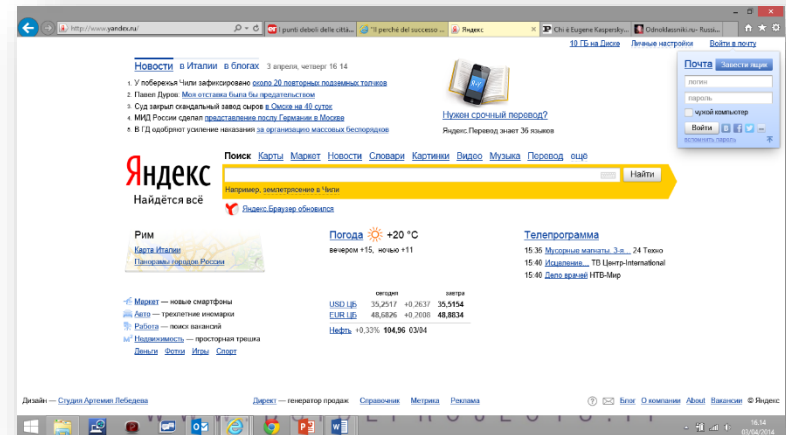 http://www.yandex.ru/
I punti deboli delle città...
"Il perché del successo ...
Яндекс
Chi è Eugene Kaspersky...
Odnoklassniki.ru- Russi...
10 ГБ на Диске Личные настройки Войти в почту
Новости в Италии в блогах 3 апреля, четверг 16 14
1. У побережья Чили зафиксировано около 20 повторных подземных толчков
2. Павел Дуров: Моя отставка была бы предательством
3. Суд закрыл скандальный завод сыров в Омске на 40 суток
4. МИД России сделал представление послу Германии в Москве
5. В ГД одобряют усиление наказания за организацию массовых беспорядков
Нужен срочный перевод?
Яндекс.Перевод знает 36 языков
Почта Завести ящик
логин
пароль
чужой компьютер
Войти
вспомнить пароль
Яндекс
Найдётся всё
Поиск Карты Маркет Новости Словари Картинки Видео Музыка Перевод ещё
Найти
Например, землетрясение в Чили
Яндекс.Браузер обновился
Рим
Карта Италии
Панорамы городов России
Погода +20 °C
вечером +15, ночью +11
Телепрограмма
15:35 Мусорные магнаты. 3-я... 24 Техно
15:40 Исцеление... ТВ Центр-International
15:40 Дело врачей НТВ-Мир
Маркет — новые смартфоны
Авто — трехлетние иномарки
Работа — поиск вакансий
Недвижимость — просторная трешка
Деньги Фотки Игры Спорт
сегодня завтра
USD ЦБ 35,2517 +0,2637 35,5154
EUR ЦБ 48,6826 +0,2008 48,8834
Нефть +0,33% 104,96 03/04
Дизайн — Студия Артемия Лебедева
Директ — генератор продаж Справочник Метрика Реклама
Блог О компании About Вакансии © Яндекс
16.14
03/04/2014